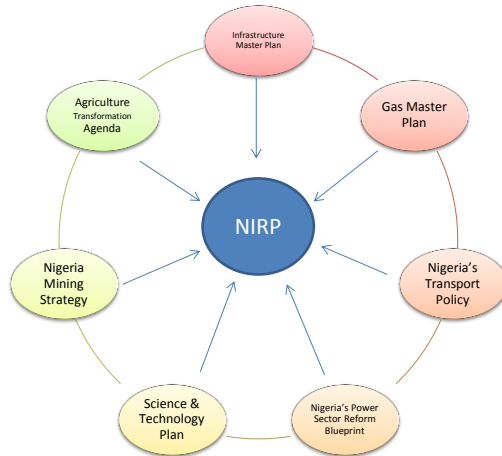 Infrastructure
Master Plan
Gas Master
Plan
Nigeria's
Transport
Policy
Nigeria's Power
Sector Reform
Blueprint
Science &
Technology
Plan
Nigeria
Mining
Strategy
Agriculture
Transformation
Agenda
NIRP